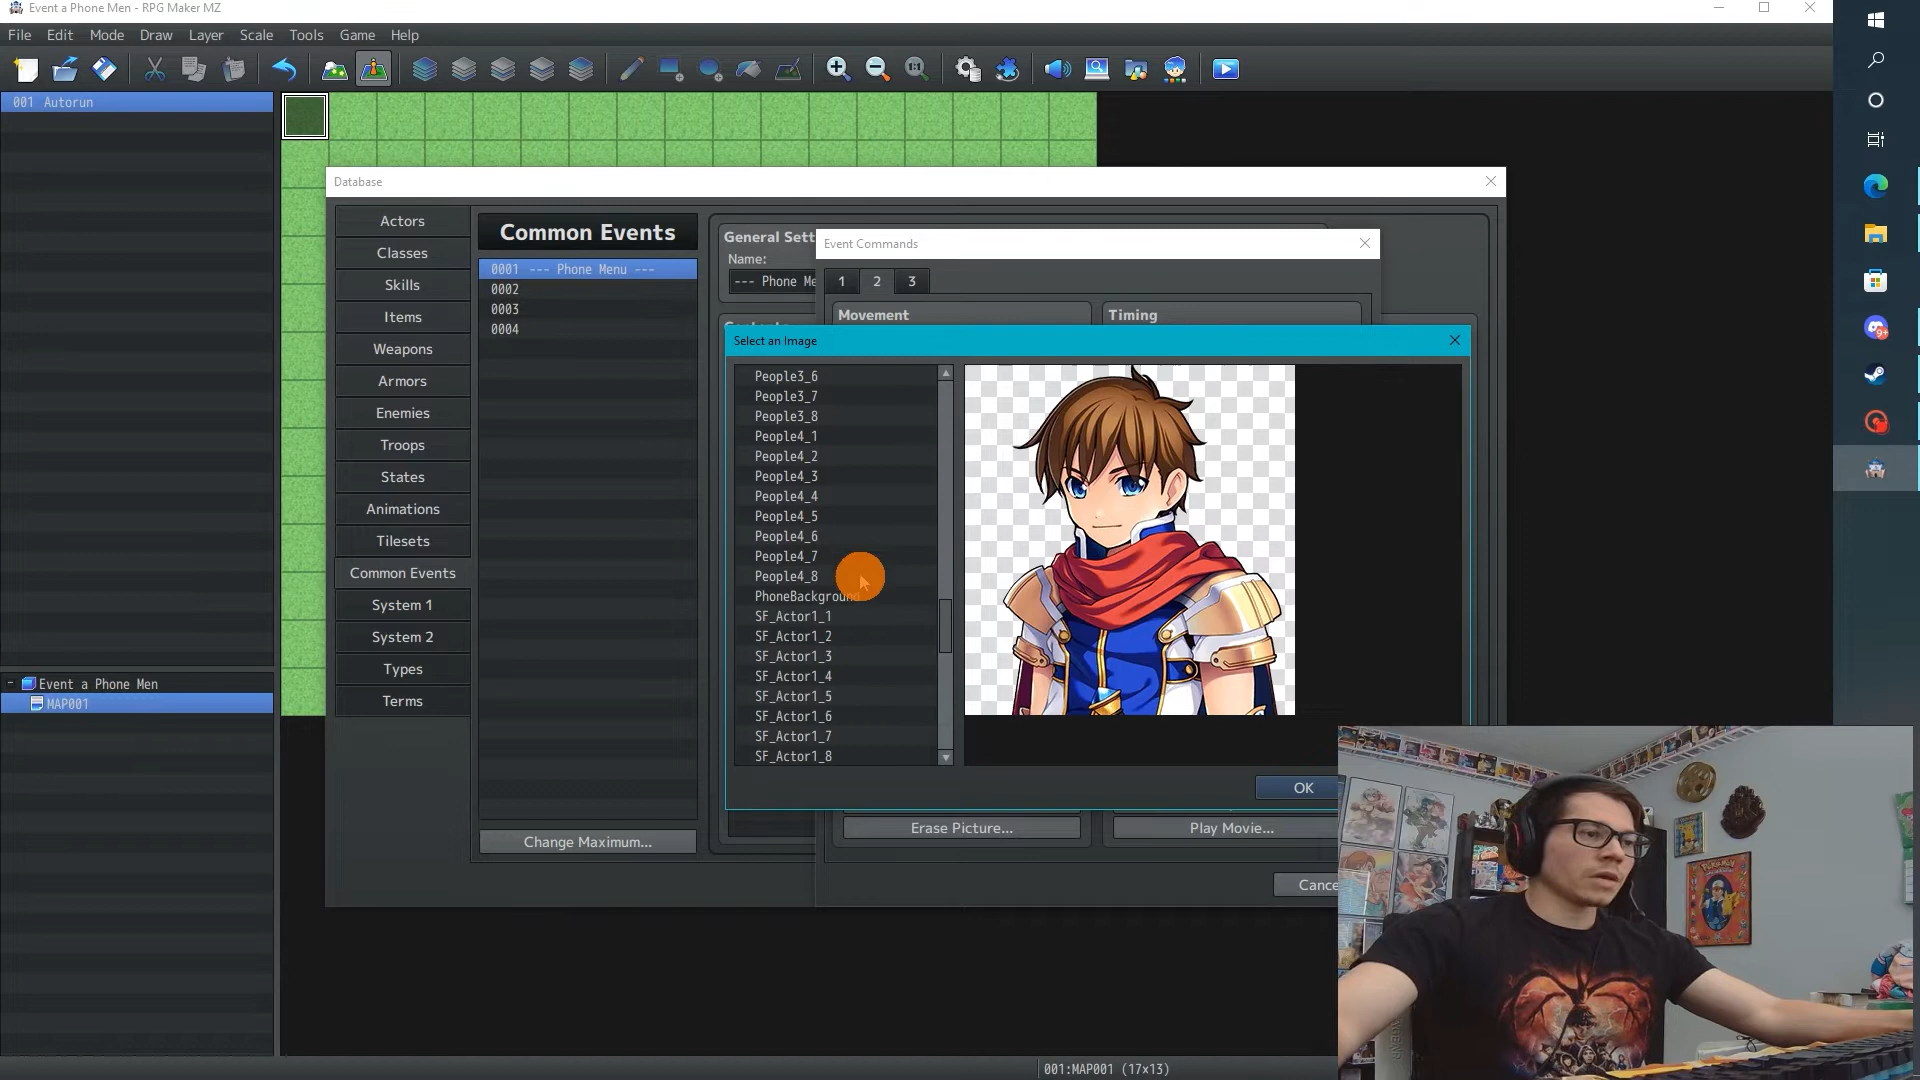 Event a Phone Men - RPG Maker MZ
File Edit Mode Draw Layer Scale Tools Game Help
1:1
001 Autorun
Database
Actors
Classes
Skills
Items
Weapons
Armors
Enemies
Troops
States
Animations
Tilesets
Common Events
System 1
System 2
Types
Terms
Common Events
0001 --- Phone Menu ---
0002
0003
0004
Change Maximum...
General Sett
Name:
--- Phone Me
Event Commands
1 2 3
Movement
Timing
Select an Image
People3_6
People3_7
People3_8
People4_1
People4_2
People4_3
People4_4
People4_5
People4_6
People4_7
People4_8
PhoneBackground
SF_Actor1_1
SF_Actor1_2
SF_Actor1_3
SF_Actor1_4
SF_Actor1_5
SF_Actor1_6
SF_Actor1_7
SF_Actor1_8
OK
Erase Picture...
Play Movie...
Cance
Event a Phone Men
MAP001
001:MAP001 (17x13)
9+